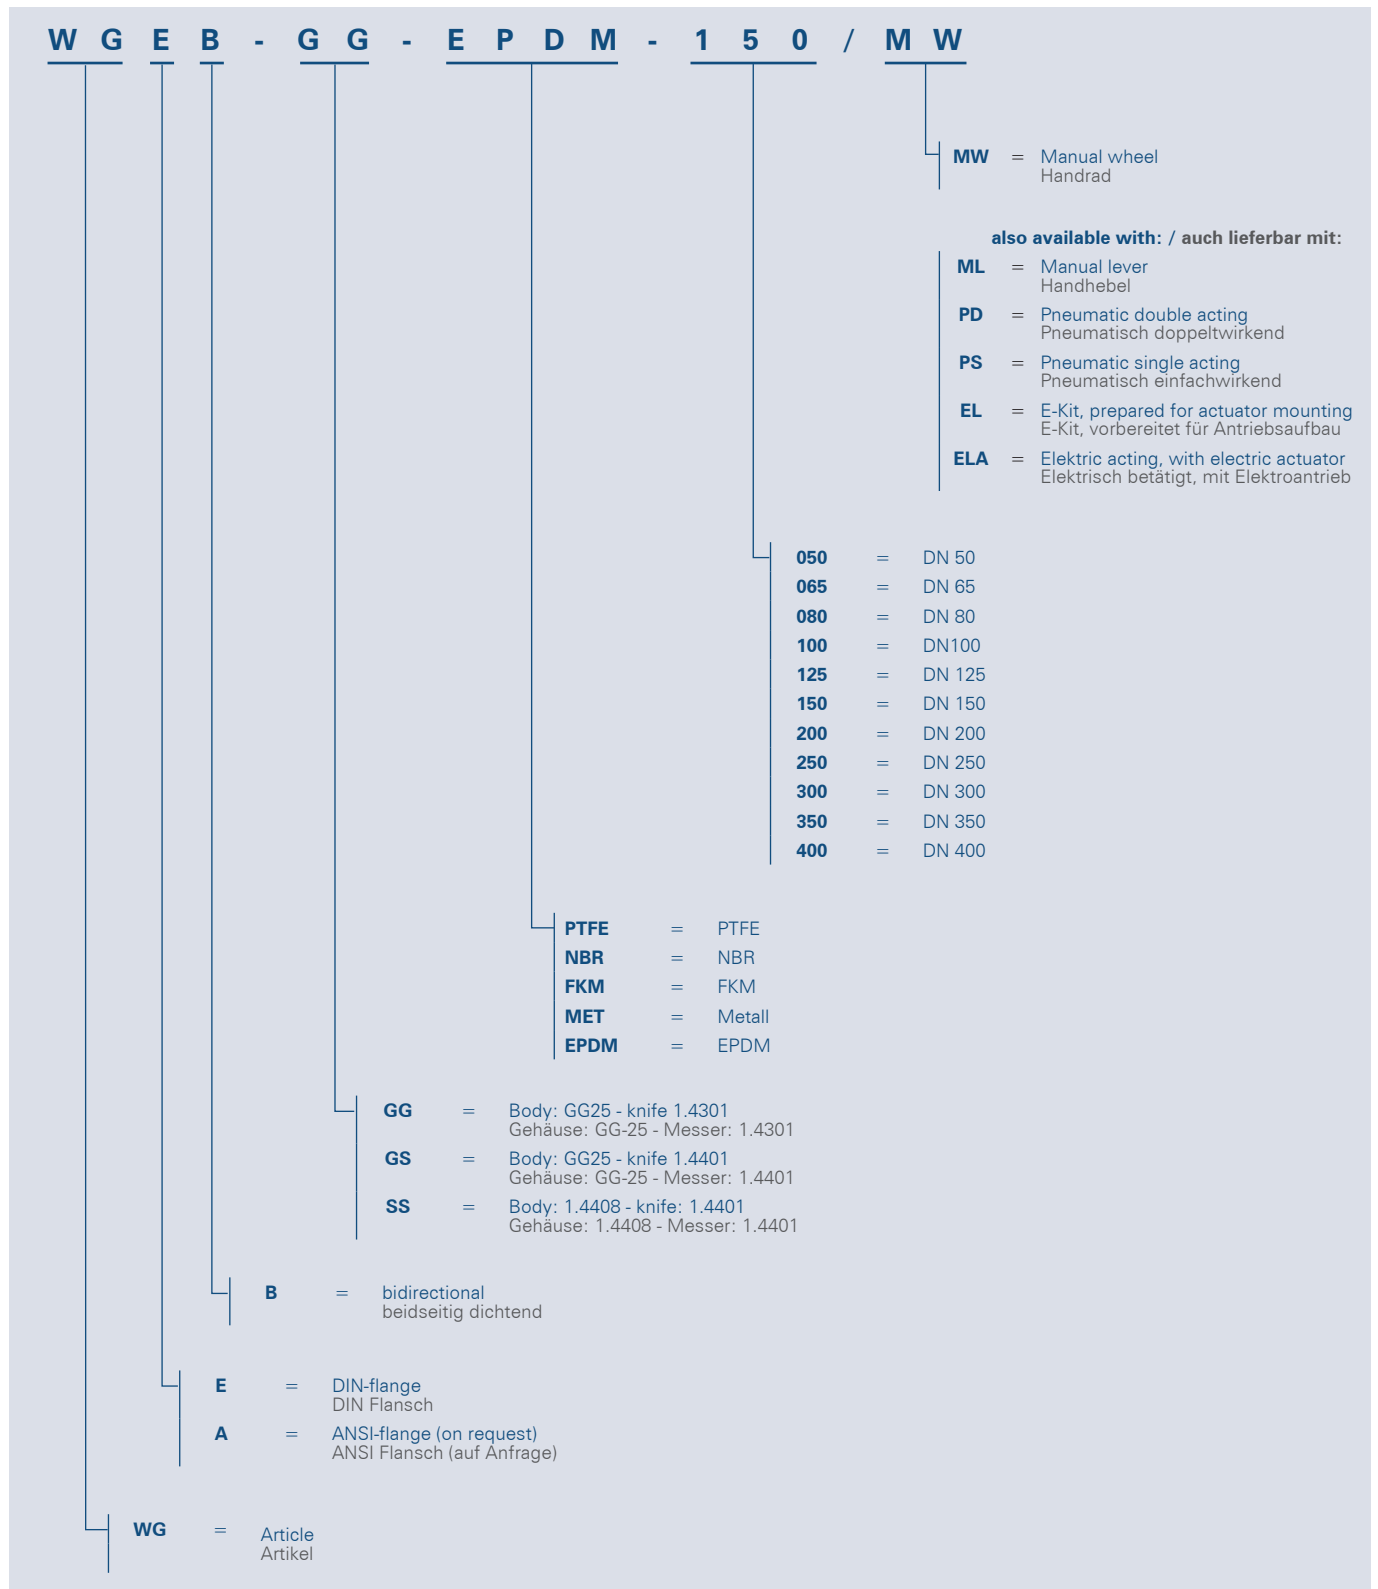 WGEB-GG-EPDM-150/MW
MW = Manual wheel
Handrad
also available with: / auch lieferbar mit:
ML = Manual lever
Handhebel
PD = Pneumatic double acting
Pneumatisch doppeltwirkend
PS = Pneumatic single acting
Pneumatisch einfachwirkend
EL = E-Kit, prepared for actuator mounting
E-Kit, vorbereitet für Antriebsaufbau
ELA = Elektric acting, with electric actuator
Elektrisch betätigt, mit Elektroantrieb
050 = DN 50
065 = DN 65
080 = DN 80
100 = DN100
125 = DN 125
150 = DN 150
200 = DN 200
250 = DN 250
300 = DN 300
350 = DN 350
400 = DN 400
PTFE = PTFE
NBR = NBR
FKM = FKM
MET = Metall
EPDM = EPDM
GG = Body: GG25 - knife 1.4301
Gehäuse: GG-25 - Messer: 1.4301
GS = Body: GG25 - knife 1.4401
Gehäuse: GG-25 - Messer: 1.4401
SS = Body: 1.4408 - knife: 1.4401
Gehäuse: 1.4408 - Messer: 1.4401
B = bidirectional
beidseitig dichtend
E = DIN-flange
DIN Flansch
A = ANSI-flange (on request)
ANSI Flansch (auf Anfrage)
WG = Article
Artikel